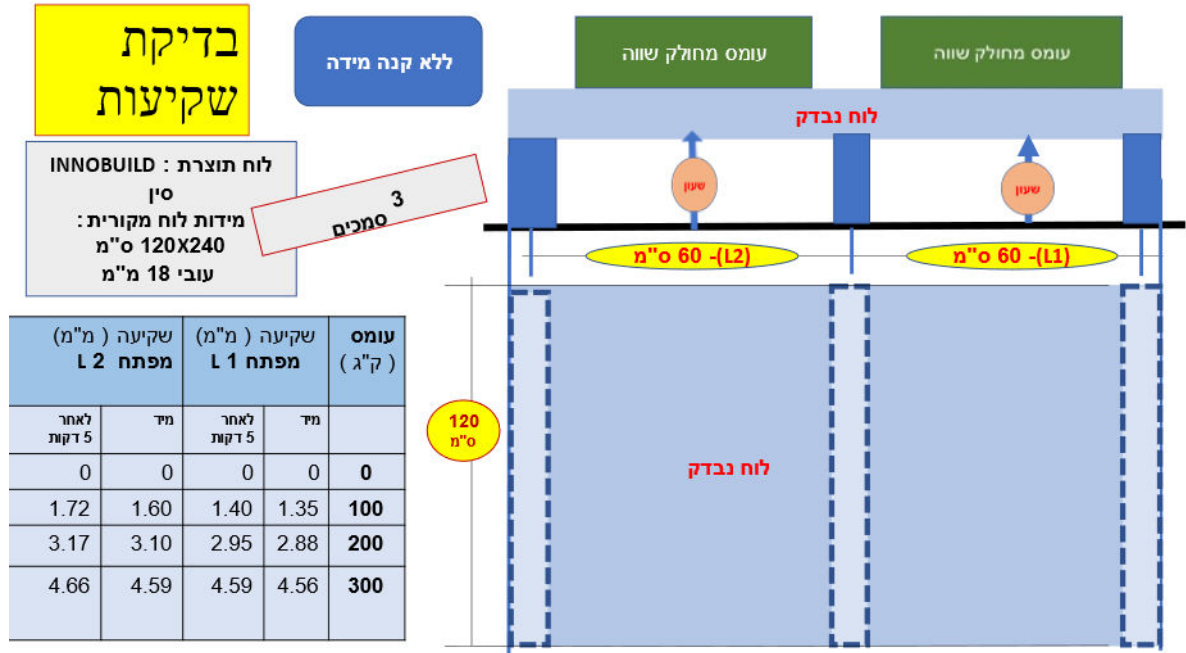 בדיקת
שקיעות
ללא קנה מידה
עומס מחולק שווה
עומס מחולק שווה
לוח נבדק
לוח תוצרת : INNOBUILD
סין
מידות לוח מקורית :
120X240 ס"מ
עובי 18 מ"מ
3
סמכים
שעון
שעון
(L2)- 60 ס"מ
(L1)- 60 ס"מ
עומס
( ק"ג )
שקיעה ( מ"מ)
מפתח L 1
שקיעה ( מ"מ)
מפתח L 2
מיד
לאחר
5 דקות
מיד
לאחר
5 דקות
0 0 0 0 0
100 1.35 1.40 1.60 1.72
200 2.88 2.95 3.10 3.17
300 4.56 4.59 4.59 4.66
120
ס"מ
לוח נבדק